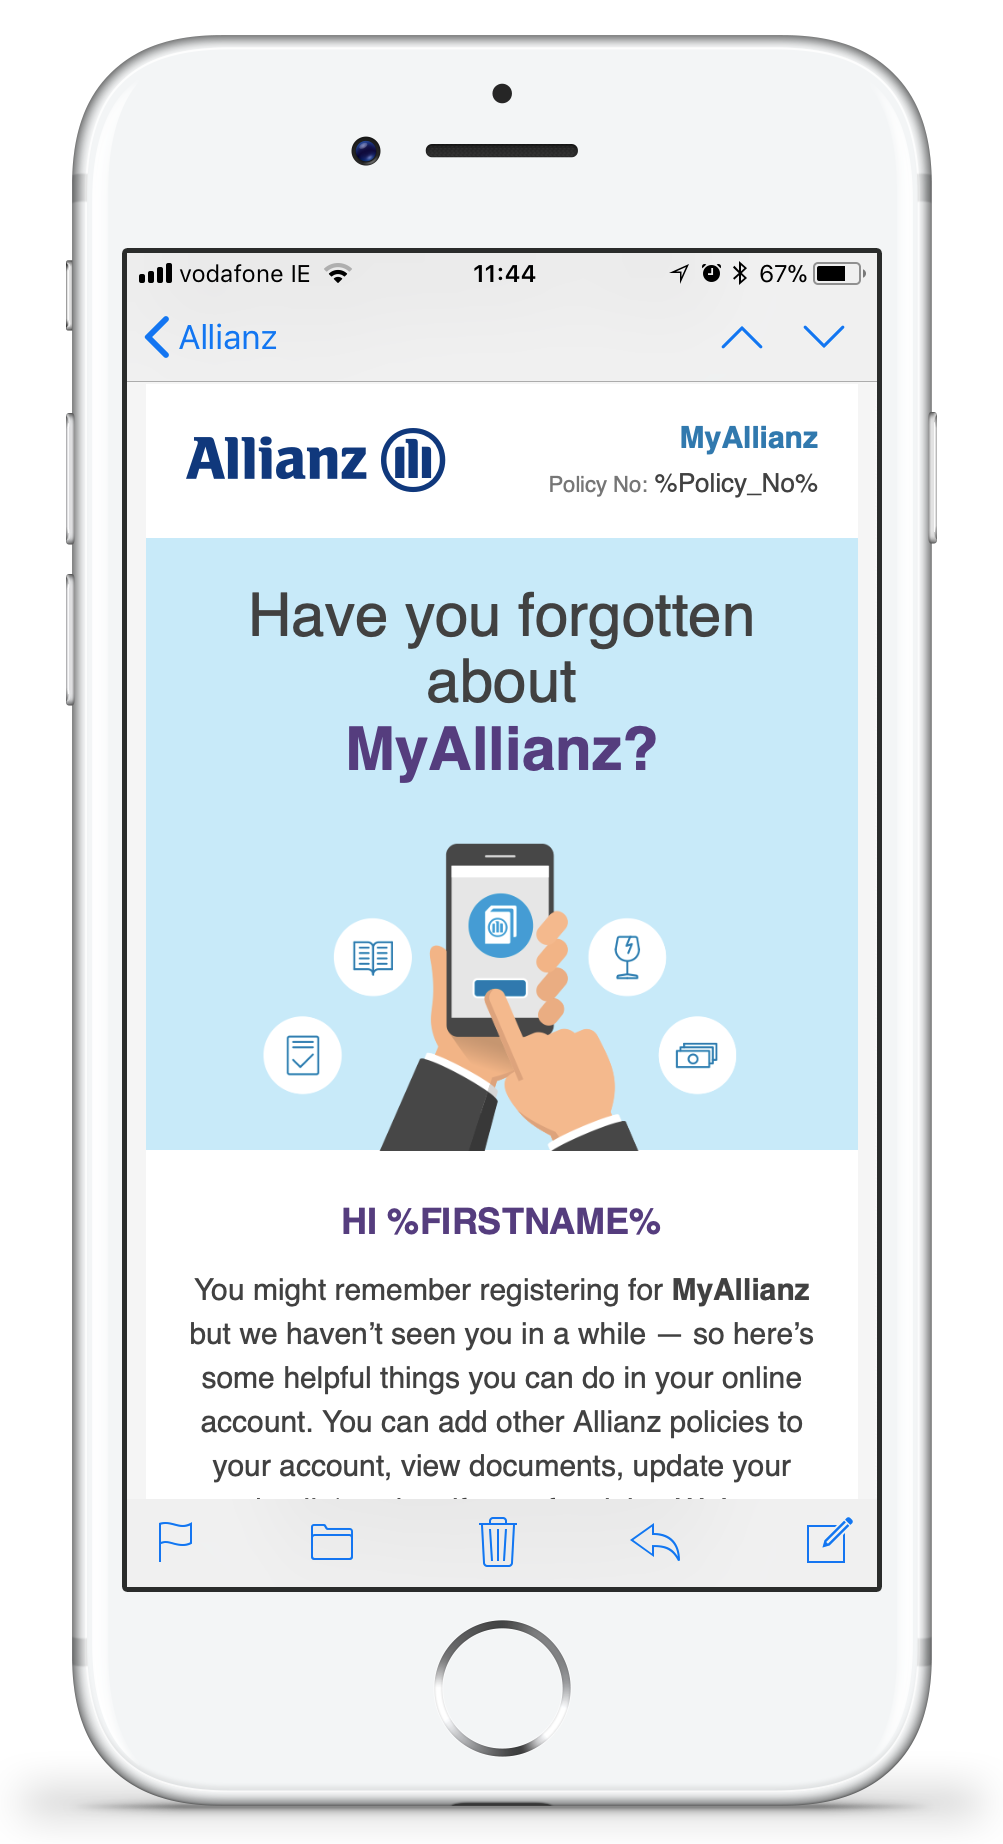 vodafone IE 11:44 67%
Allianz
Allianz MyAllianz
Policy No: %Policy_No%
Have you forgotten
about
MyAllianz?
HI %FIRSTNAME%
You might remember registering for MyAllianz
but we haven’t seen you in a while — so here’s
some helpful things you can do in your online
account. You can add other Allianz policies to
your account, view documents, update your